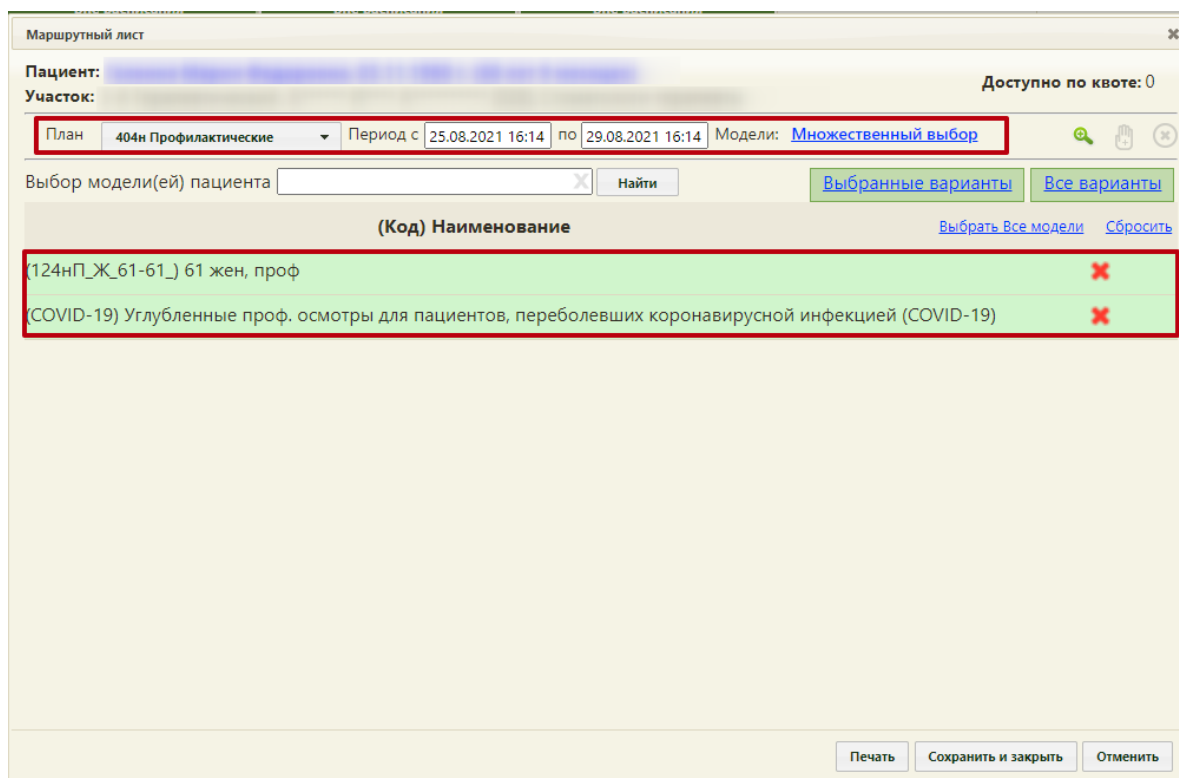 Маршрутный лист
Пациент:
Участок:
Доступно по квоте: 0
План 404н Профилактические Период с 25.08.2021 16:14 по 29.08.2021 16:14 Модели: Множественный выбор
Выбор модели(ей) пациента Найти Выбранные варианты Все варианты
(Код) Наименование Выбрать Все модели Сбросить
(124нП_Ж_61-61_) 61 жен, проф
(COVID-19) Углубленные проф. осмотры для пациентов, переболевших коронавирусной инфекцией (COVID-19)
Печать Сохранить и закрыть Отменить